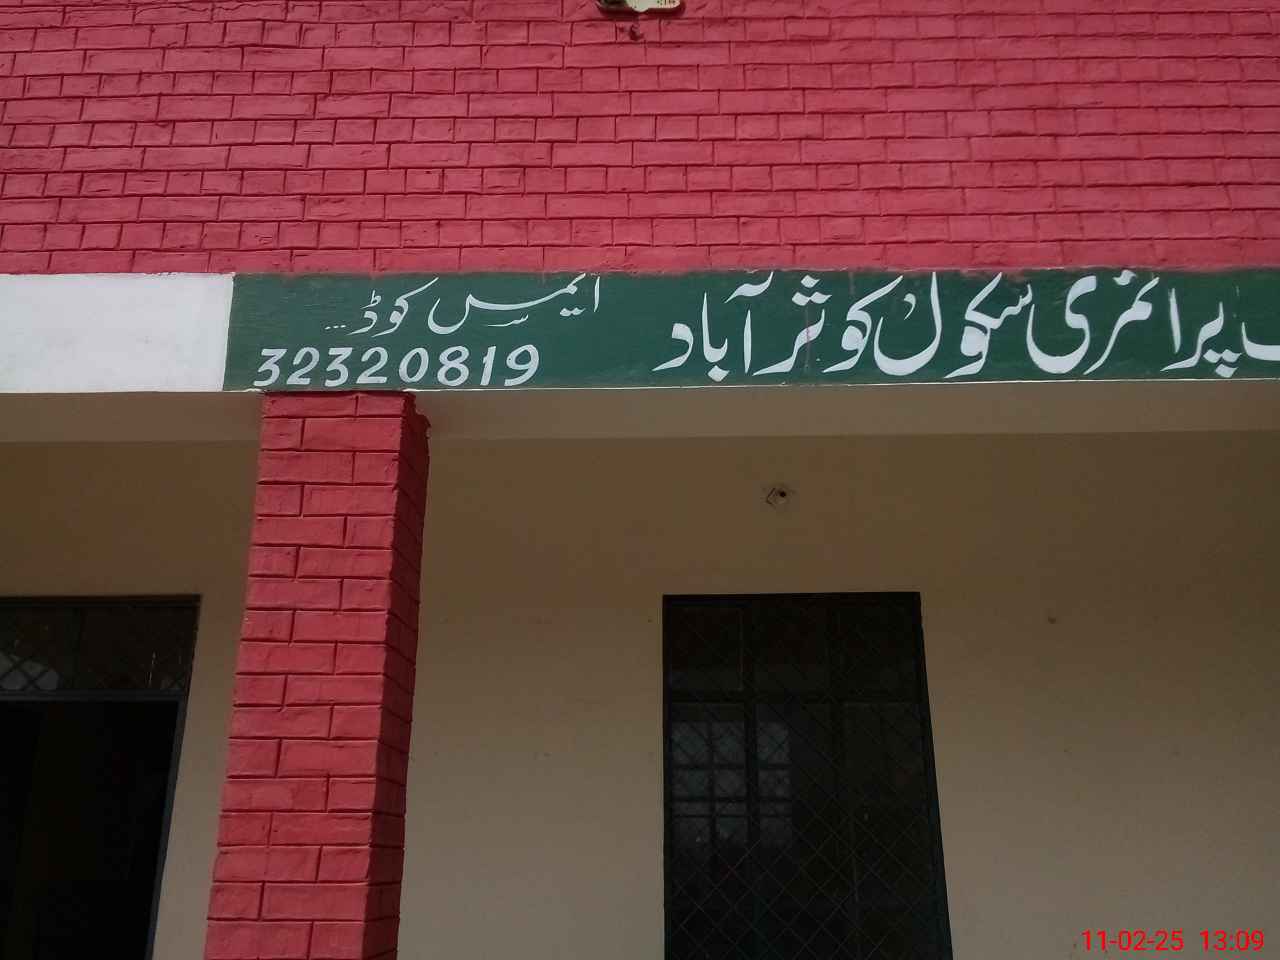 پرائمری سکول کوثر آباد
ایمس کوڈ...
32320819
11-02-25 13:09